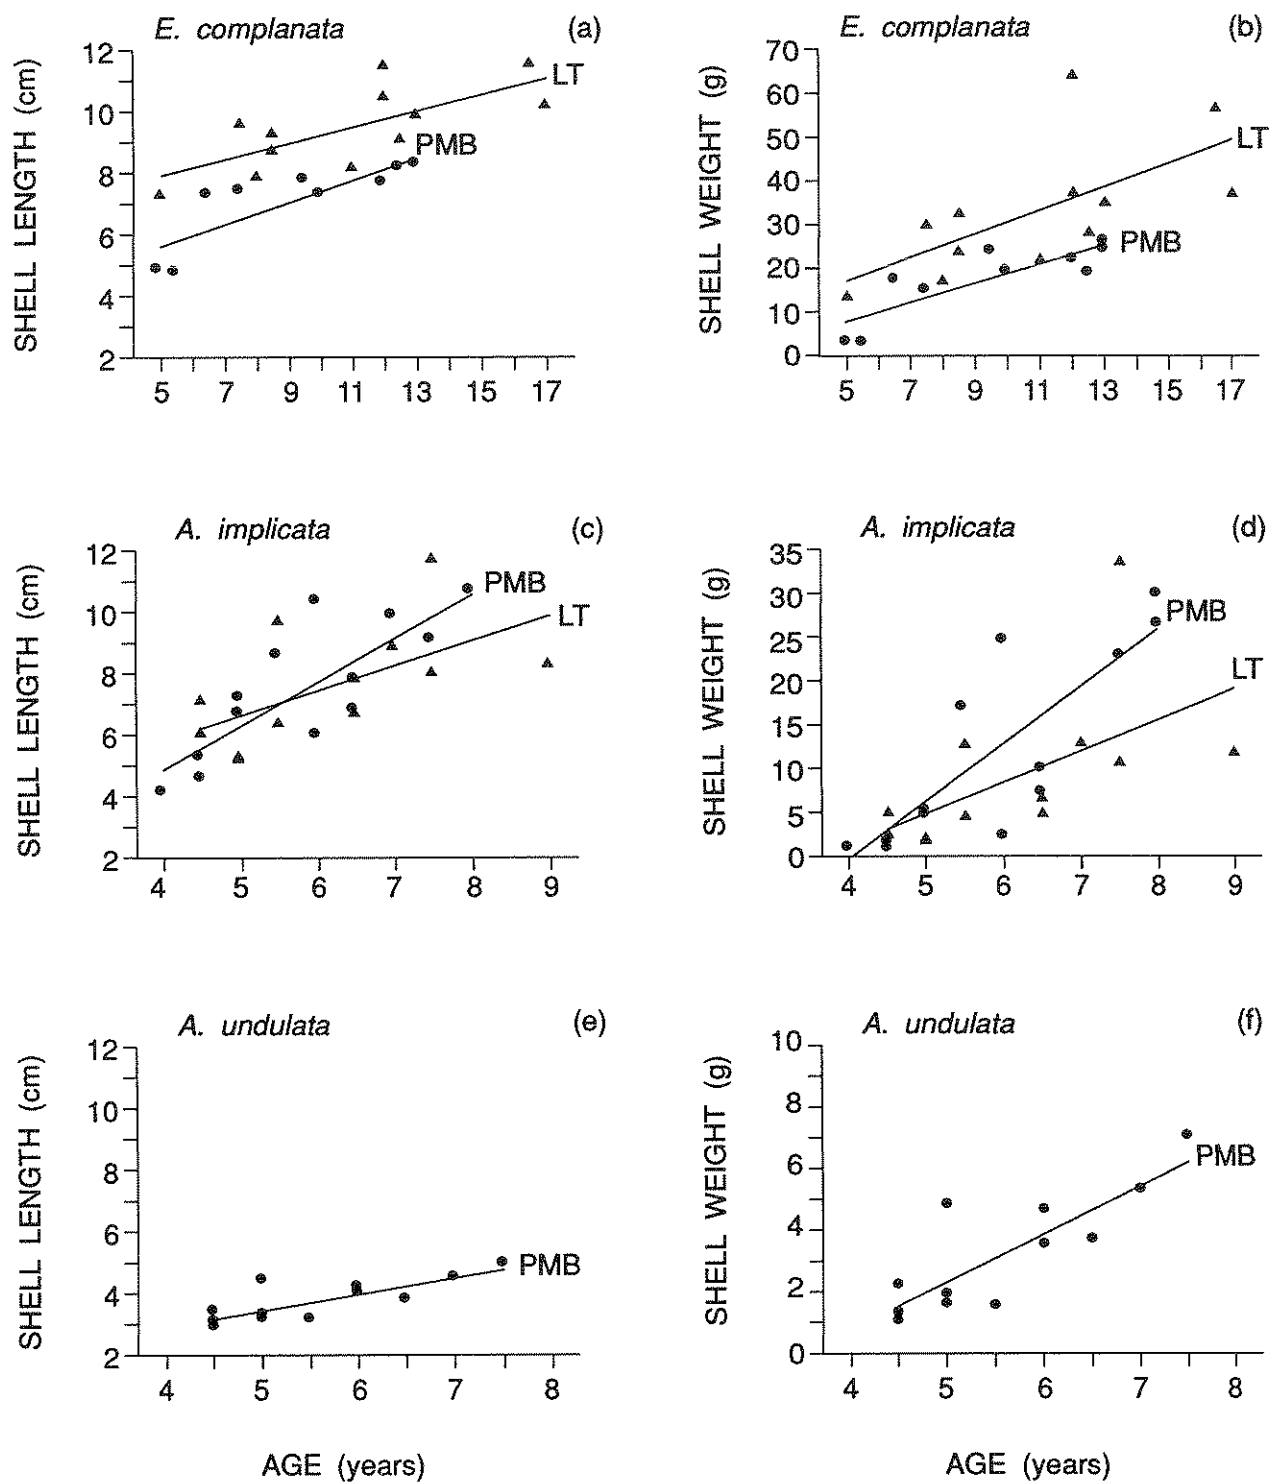 E. complanata (a)
SHELL LENGTH (cm)
12
10
8
6
4
2
LT
PMB
5 7 9 11 13 15 17
E. complanata (b)
SHELL WEIGHT (g)
70
60
50
40
30
20
10
0
LT
PMB
5 7 9 11 13 15 17
A. implicata (c)
SHELL LENGTH (cm)
12
10
8
6
4
2
PMB
LT
4 5 6 7 8 9
A. implicata (d)
SHELL WEIGHT (g)
35
30
25
20
15
10
5
0
PMB
LT
4 5 6 7 8 9
A. undulata (e)
SHELL LENGTH (cm)
12
10
8
6
4
2
PMB
4 5 6 7 8
AGE (years)
A. undulata (f)
SHELL WEIGHT (g)
10
8
6
4
2
0
PMB
4 5 6 7 8
AGE (years)